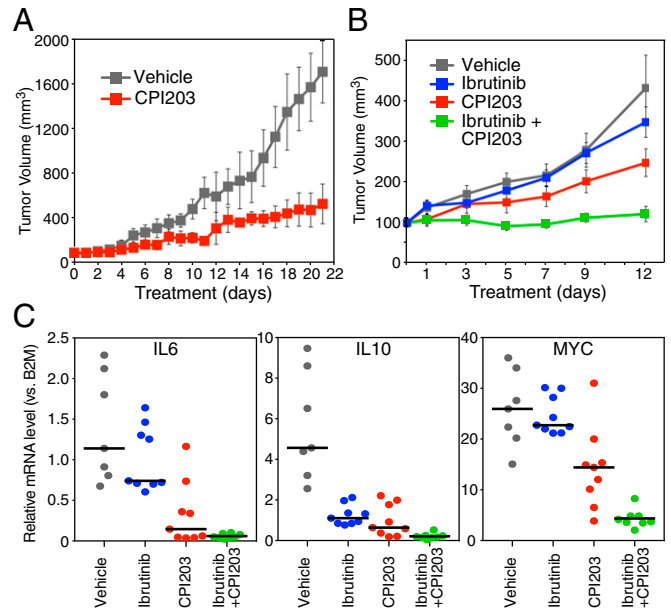 A
2000
1600
1200
800
400
0
Tumor Volume (mm3)
Vehicle
CPI203
0 2 4 6 8 10 12 14 16 18 20 22
Treatment (days)
B
500
400
300
200
100
0
Tumor Volume (mm3)
Vehicle
Ibrutinib
CPI203
Ibrutinib +
CPI203
1 3 5 7 9 12
Treatment (days)
C
Relative mRNA level (vs. B2M)
IL6
2.5
2.0
1.5
1.0
0.5
0
Vehicle
Ibrutinib
CPI203
Ibrutinib
+CPI203
IL10
10
8
6
4
2
0
Vehicle
Ibrutinib
CPI203
Ibrutinib
+CPI203
MYC
40
30
20
10
0
Vehicle
Ibrutinib
CPI203
Ibrutinib
+CPI203